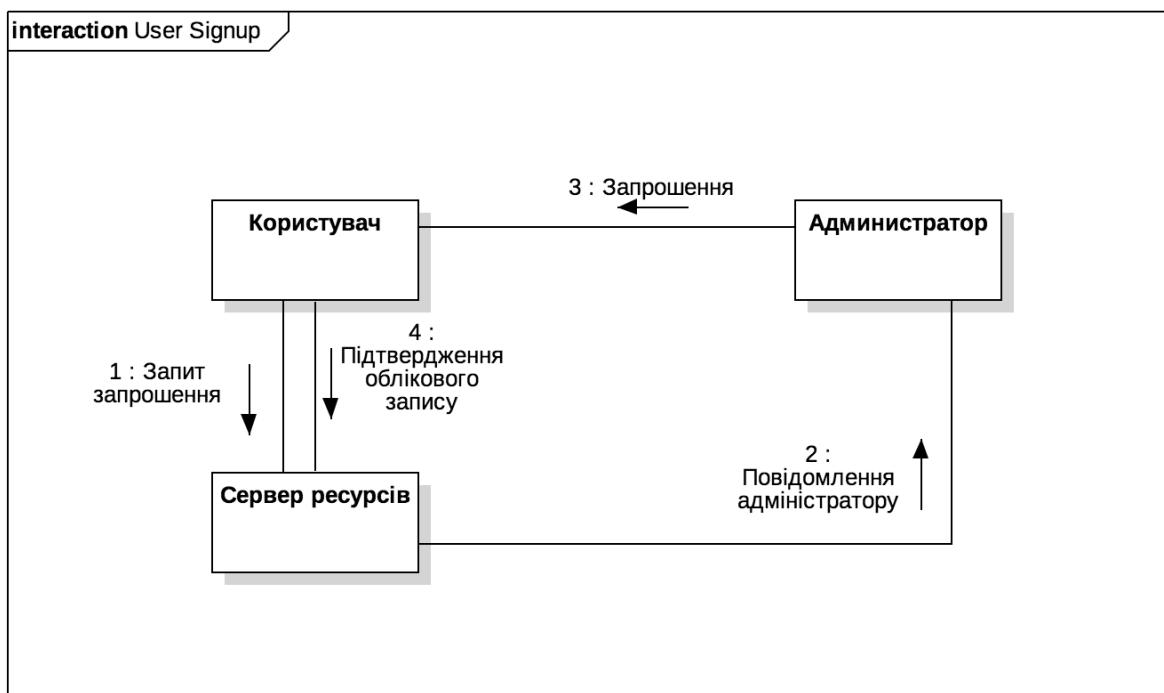 interaction User Signup
3 : Запрошення
Користувач
Администратор
4 :
Підтвердження
облікового
запису
1 : Запит
запрошення
2 :
Повідомлення
адміністратору
Сервер ресурсів